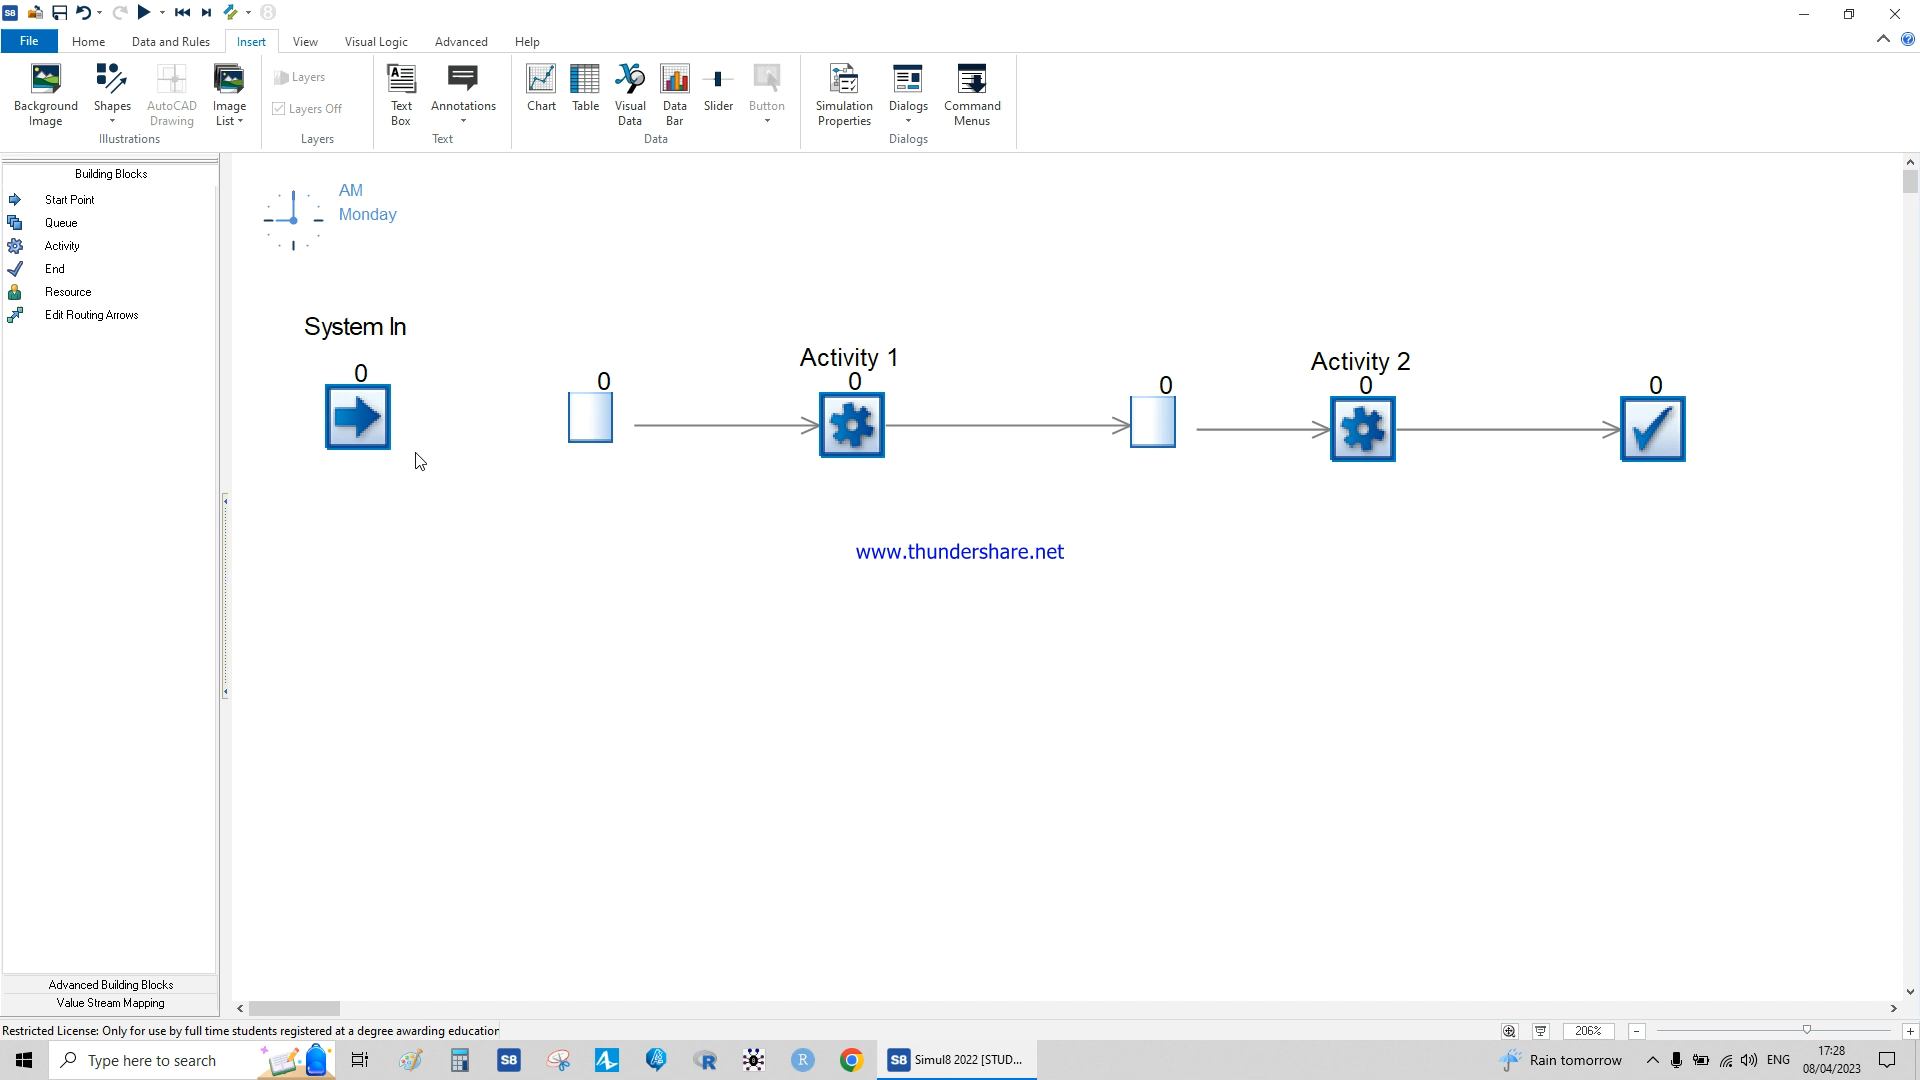 S8
File
Home
Data and Rules
Insert
View
Visual Logic
Advanced
Help
Background
Image
Shapes
AutoCAD
Drawing
Image
List
Illustrations
Layers
Layers Off
Layers
Text
Box
Annotations
Text
Chart
Table
Visual
Data
Data
Bar
Slider
Button
Data
Simulation
Properties
Dialogs
Command
Menus
Dialogs
Building Blocks
Start Point
Queue
Activity
End
Resource
Edit Routing Arrows
AM
Monday
System In
0
0
Activity 1
0
0
Activity 2
0
0
www.thundershare.net
Advanced Building Blocks
Value Stream Mapping
Restricted License: Only for use by full time students registered at a degree awarding education
206%
Type here to search
S8
R
R
S8 Simul8 2022 [STUD...
Rain tomorrow
ENG
17:28
08/04/2023